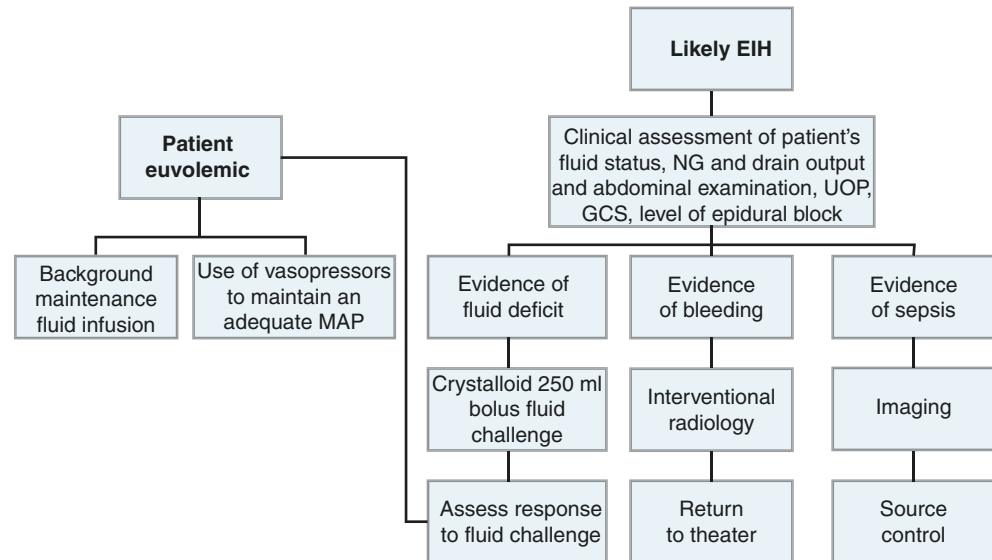 Likely EIH
Clinical assessment of patient's
fluid status, NG and drain output
and abdominal examination, UOP,
GCS, level of epidural block
Patient
euvolemic
Background
maintenance
fluid infusion
Use of vasopressors
to maintain an
adequate MAP
Evidence of
fluid deficit
Evidence
of bleeding
Evidence
of sepsis
Crystalloid 250 ml
bolus fluid
challenge
Interventional
radiology
Imaging
Assess response
to fluid challenge
Return
to theater
Source
control